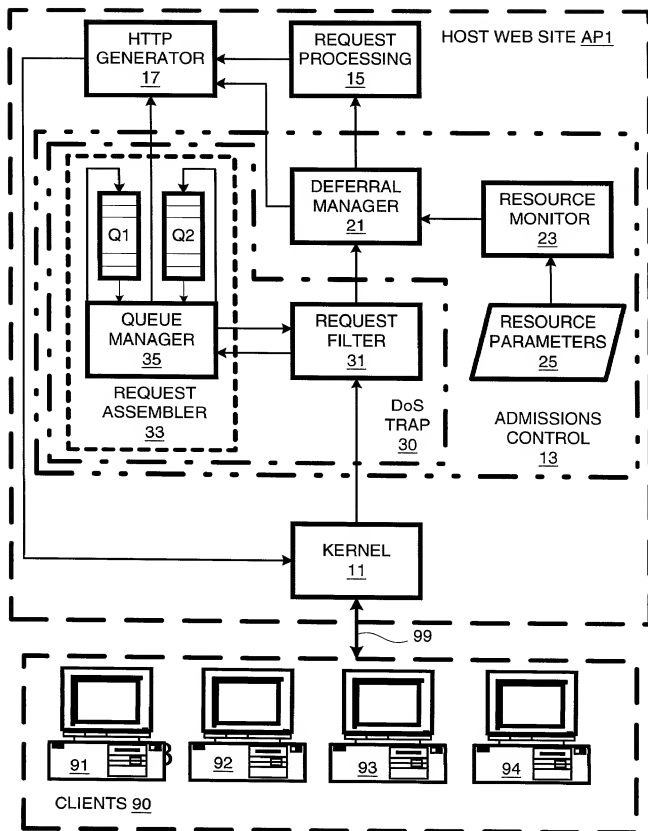 HOST WEB SITE AP1
HTTP
GENERATOR
17
REQUEST
PROCESSING
15
DEFERRAL
MANAGER
21
RESOURCE
MONITOR
23
Q1
Q2
QUEUE
MANAGER
35
REQUEST
FILTER
31
RESOURCE
PARAMETERS
25
REQUEST
ASSEMBLER
33
DoS
TRAP
30
ADMISSIONS
CONTROL
13
KERNEL
11
99
91
92
93
94
CLIENTS 90